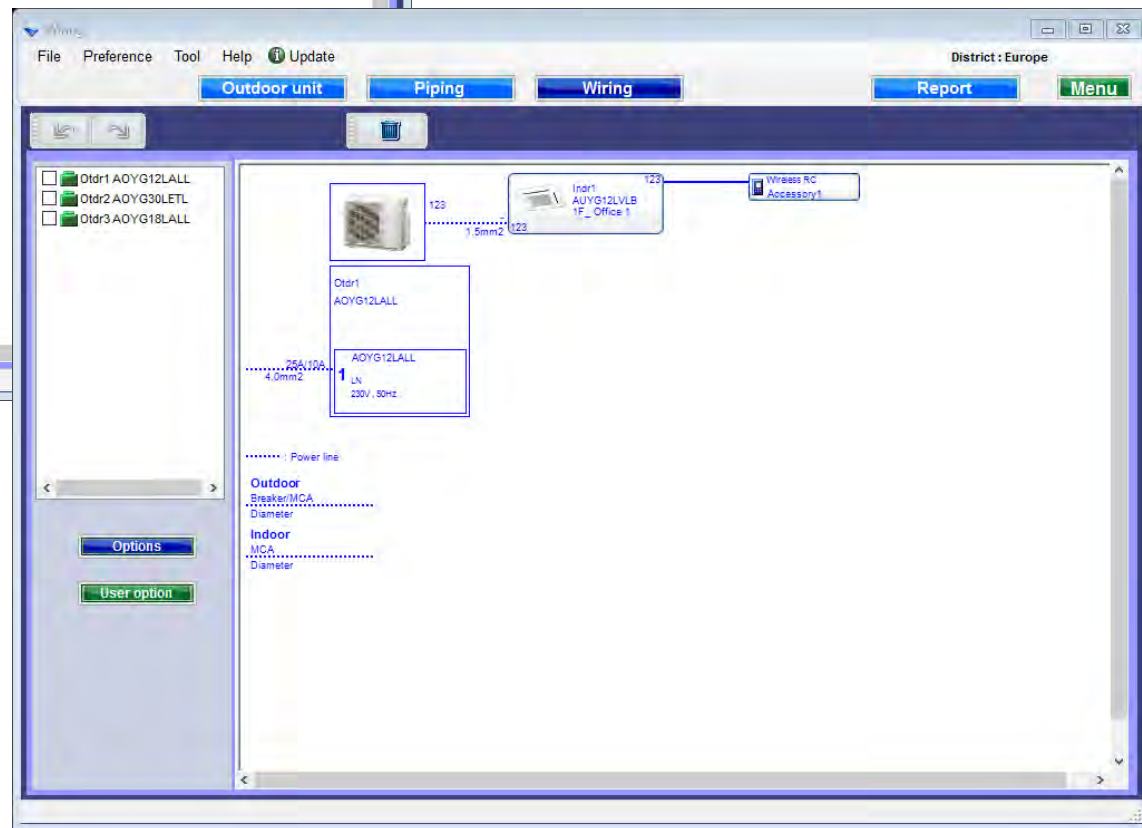 Wiring
File Preference Tool Help Update
District : Europe
Outdoor unit Piping Wiring Report Menu
Otdr1 AOYG12LALL
Otdr2 AOYG30LETL
Otdr3 AOYG18LALL
Options
User option
123
1.5mm2
123
Indr1
AUYG12LVLB
1F_ Office 1
123
Wireless RC
Accessory1
Otdr1
AOYG12LALL
25A/10A
4.0mm2
AOYG12LALL
1
LN
230V , 50Hz
: Power line
Outdoor
Breaker/MCA
Diameter
Indoor
MCA
Diameter